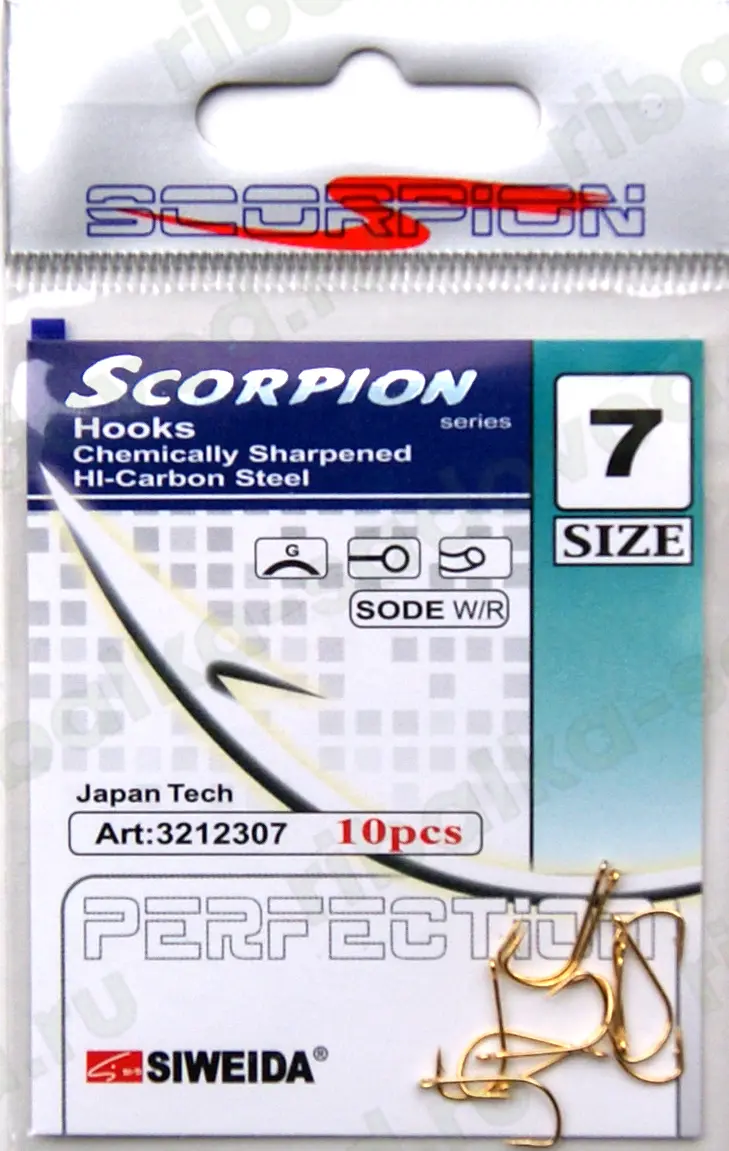 SCORPION
SCORPION
series
Hooks
Chemically Sharpened
HI-Carbon Steel
7
SIZE
G
SODE W/R
Japan Tech
Art:3212307 10pcs
PERFECTION
SIWEIDA®